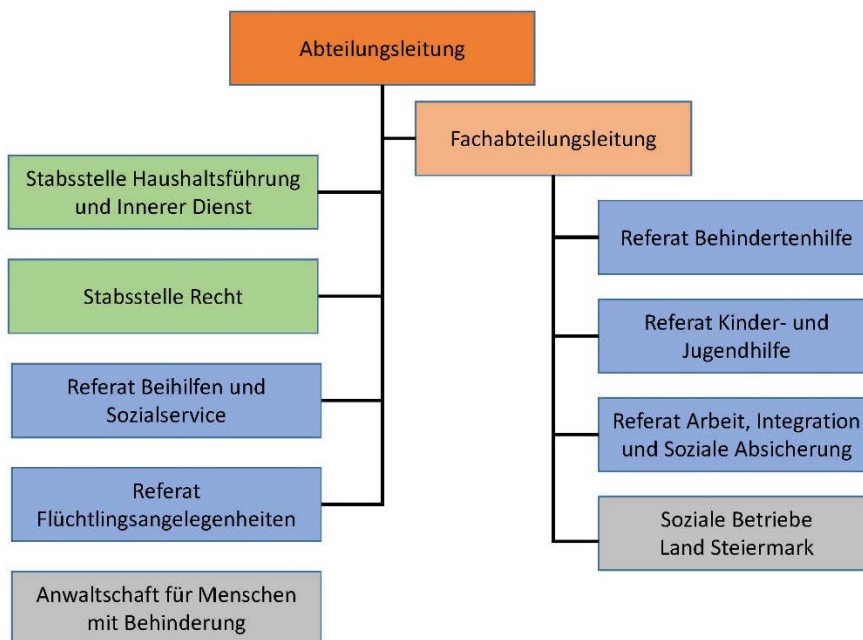 Abteilungsleitung
Fachabteilungsleitung
Stabsstelle Haushaltsführung
und Innerer Dienst
Stabsstelle Recht
Referat Beihilfen und
Sozialservice
Referat
Flüchtlingsangelegenheiten
Anwaltschaft für Menschen
mit Behinderung
Referat Behindertenhilfe
Referat Kinder- und
Jugendhilfe
Referat Arbeit, Integration
und Soziale Absicherung
Soziale Betriebe
Land Steiermark